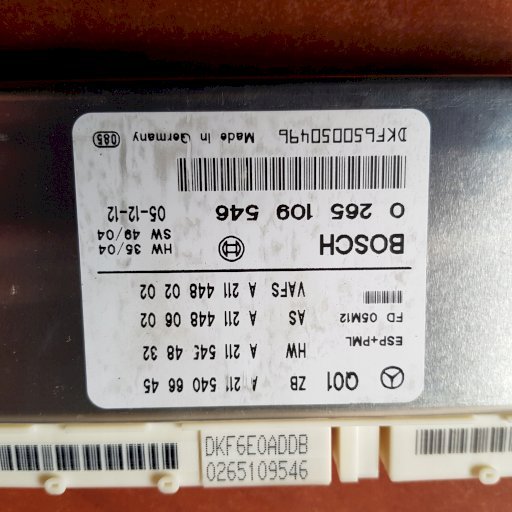 Q01 ZB A 211 540 66 45
ESP+PML HW A 211 545 48 32
FD 05M12 AS A 211 448 06 02
VAFS A 211 448 02 02
BOSCH
HW 35/04
SW 49/04
0 265 109 546 05-12-12
DKF65005049b Made In Germany 085
DKF6E0ADDB
0265109546